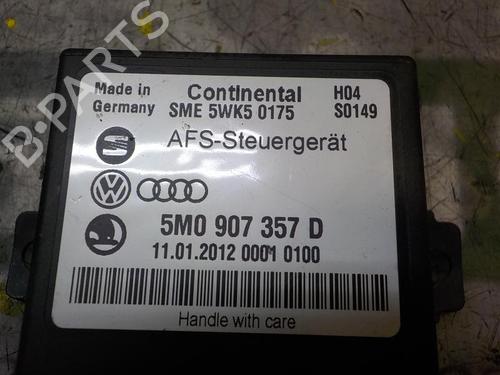 Made in
Germany
Continental
SME 5WK5 0175
H04
S0149
AFS-Steuergerät
5M0 907 357 D
11.01.2012 0001 0100
Handle with care
B-PARTS